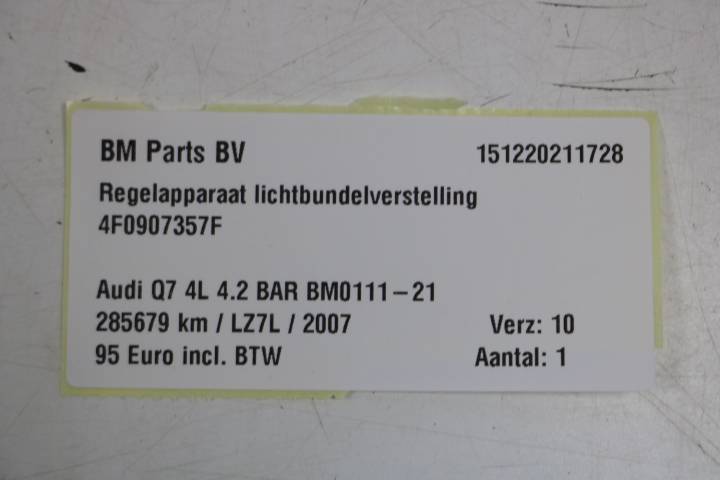 BM Parts BV 151220211728
Regelapparaat lichtbundelverstelling
4F0907357F
Audi Q7 4L 4.2 BAR BM0111-21
285679 km / LZ7L / 2007 Verz: 10
95 Euro incl. BTW Aantal: 1